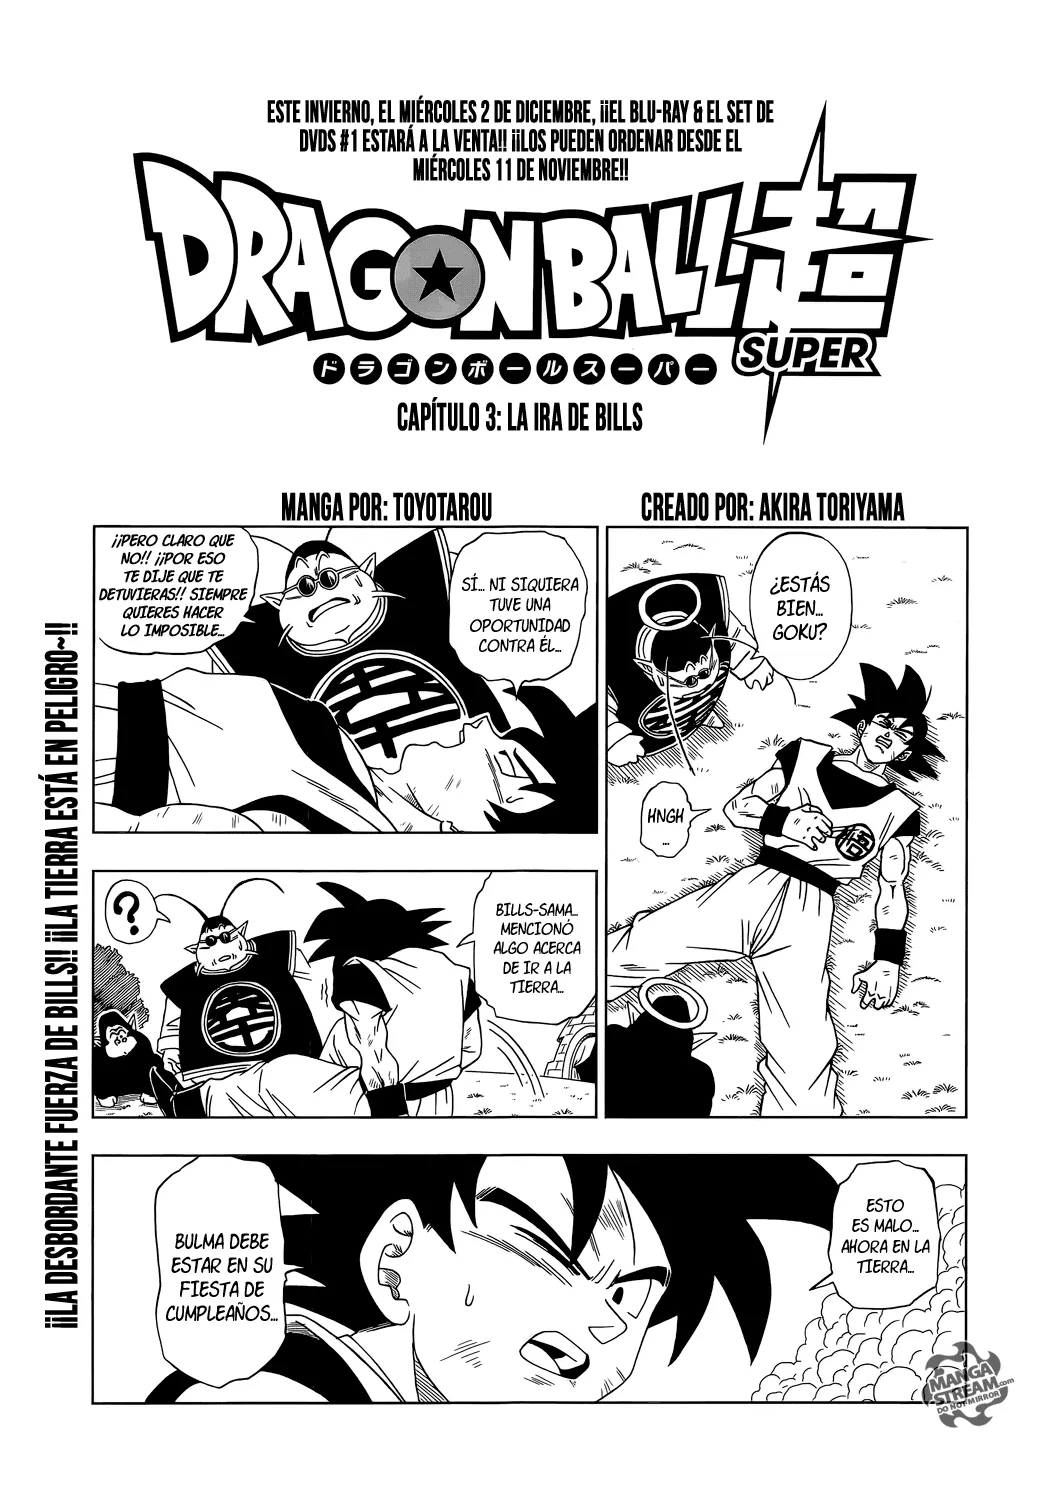 ESTE INVIERNO, EL MIÉRCOLES 2 DE DICIEMBRE, ¡¡EL BLU-RAY & EL SET DE
DVDS #1 ESTARÁ A LA VENTA!! ¡¡LOS PUEDEN ORDENAR DESDE EL
MIÉRCOLES 11 DE NOVIEMBRE!!
DRAGON BALL 超
SUPER
ドラゴンボールスーパー
CAPÍTULO 3: LA IRA DE BILLS
MANGA POR: TOYOTAROU
CREADO POR: AKIRA TORIYAMA
¿ESTÁS
BIEN...
GOKU?
HNGH
...
悟
SÍ... NI SIQUIERA
TUVE UNA
OPORTUNIDAD
CONTRA ÉL...
¡¡PERO CLARO QUE
NO!! ¡¡POR ESO
TE DIJE QUE TE
DETUVIERAS!! SIEMPRE
QUIERES HACER
LO IMPOSIBLE...
BILLS-SAMA...
MENCIONÓ
ALGO ACERCA
DE IR A LA
TIERRA...
?
ESTO
ES MALO...
AHORA EN LA
TIERRA...
BULMA DEBE
ESTAR EN SU
FIESTA DE
CUMPLEAÑOS...
¡¡LA DESBORDANTE FUERZA DE BILLS!! ¡¡LA TIERRA ESTÁ EN PELIGRO~!!
MANGA
STREAM.com
DO NOT MIRROR